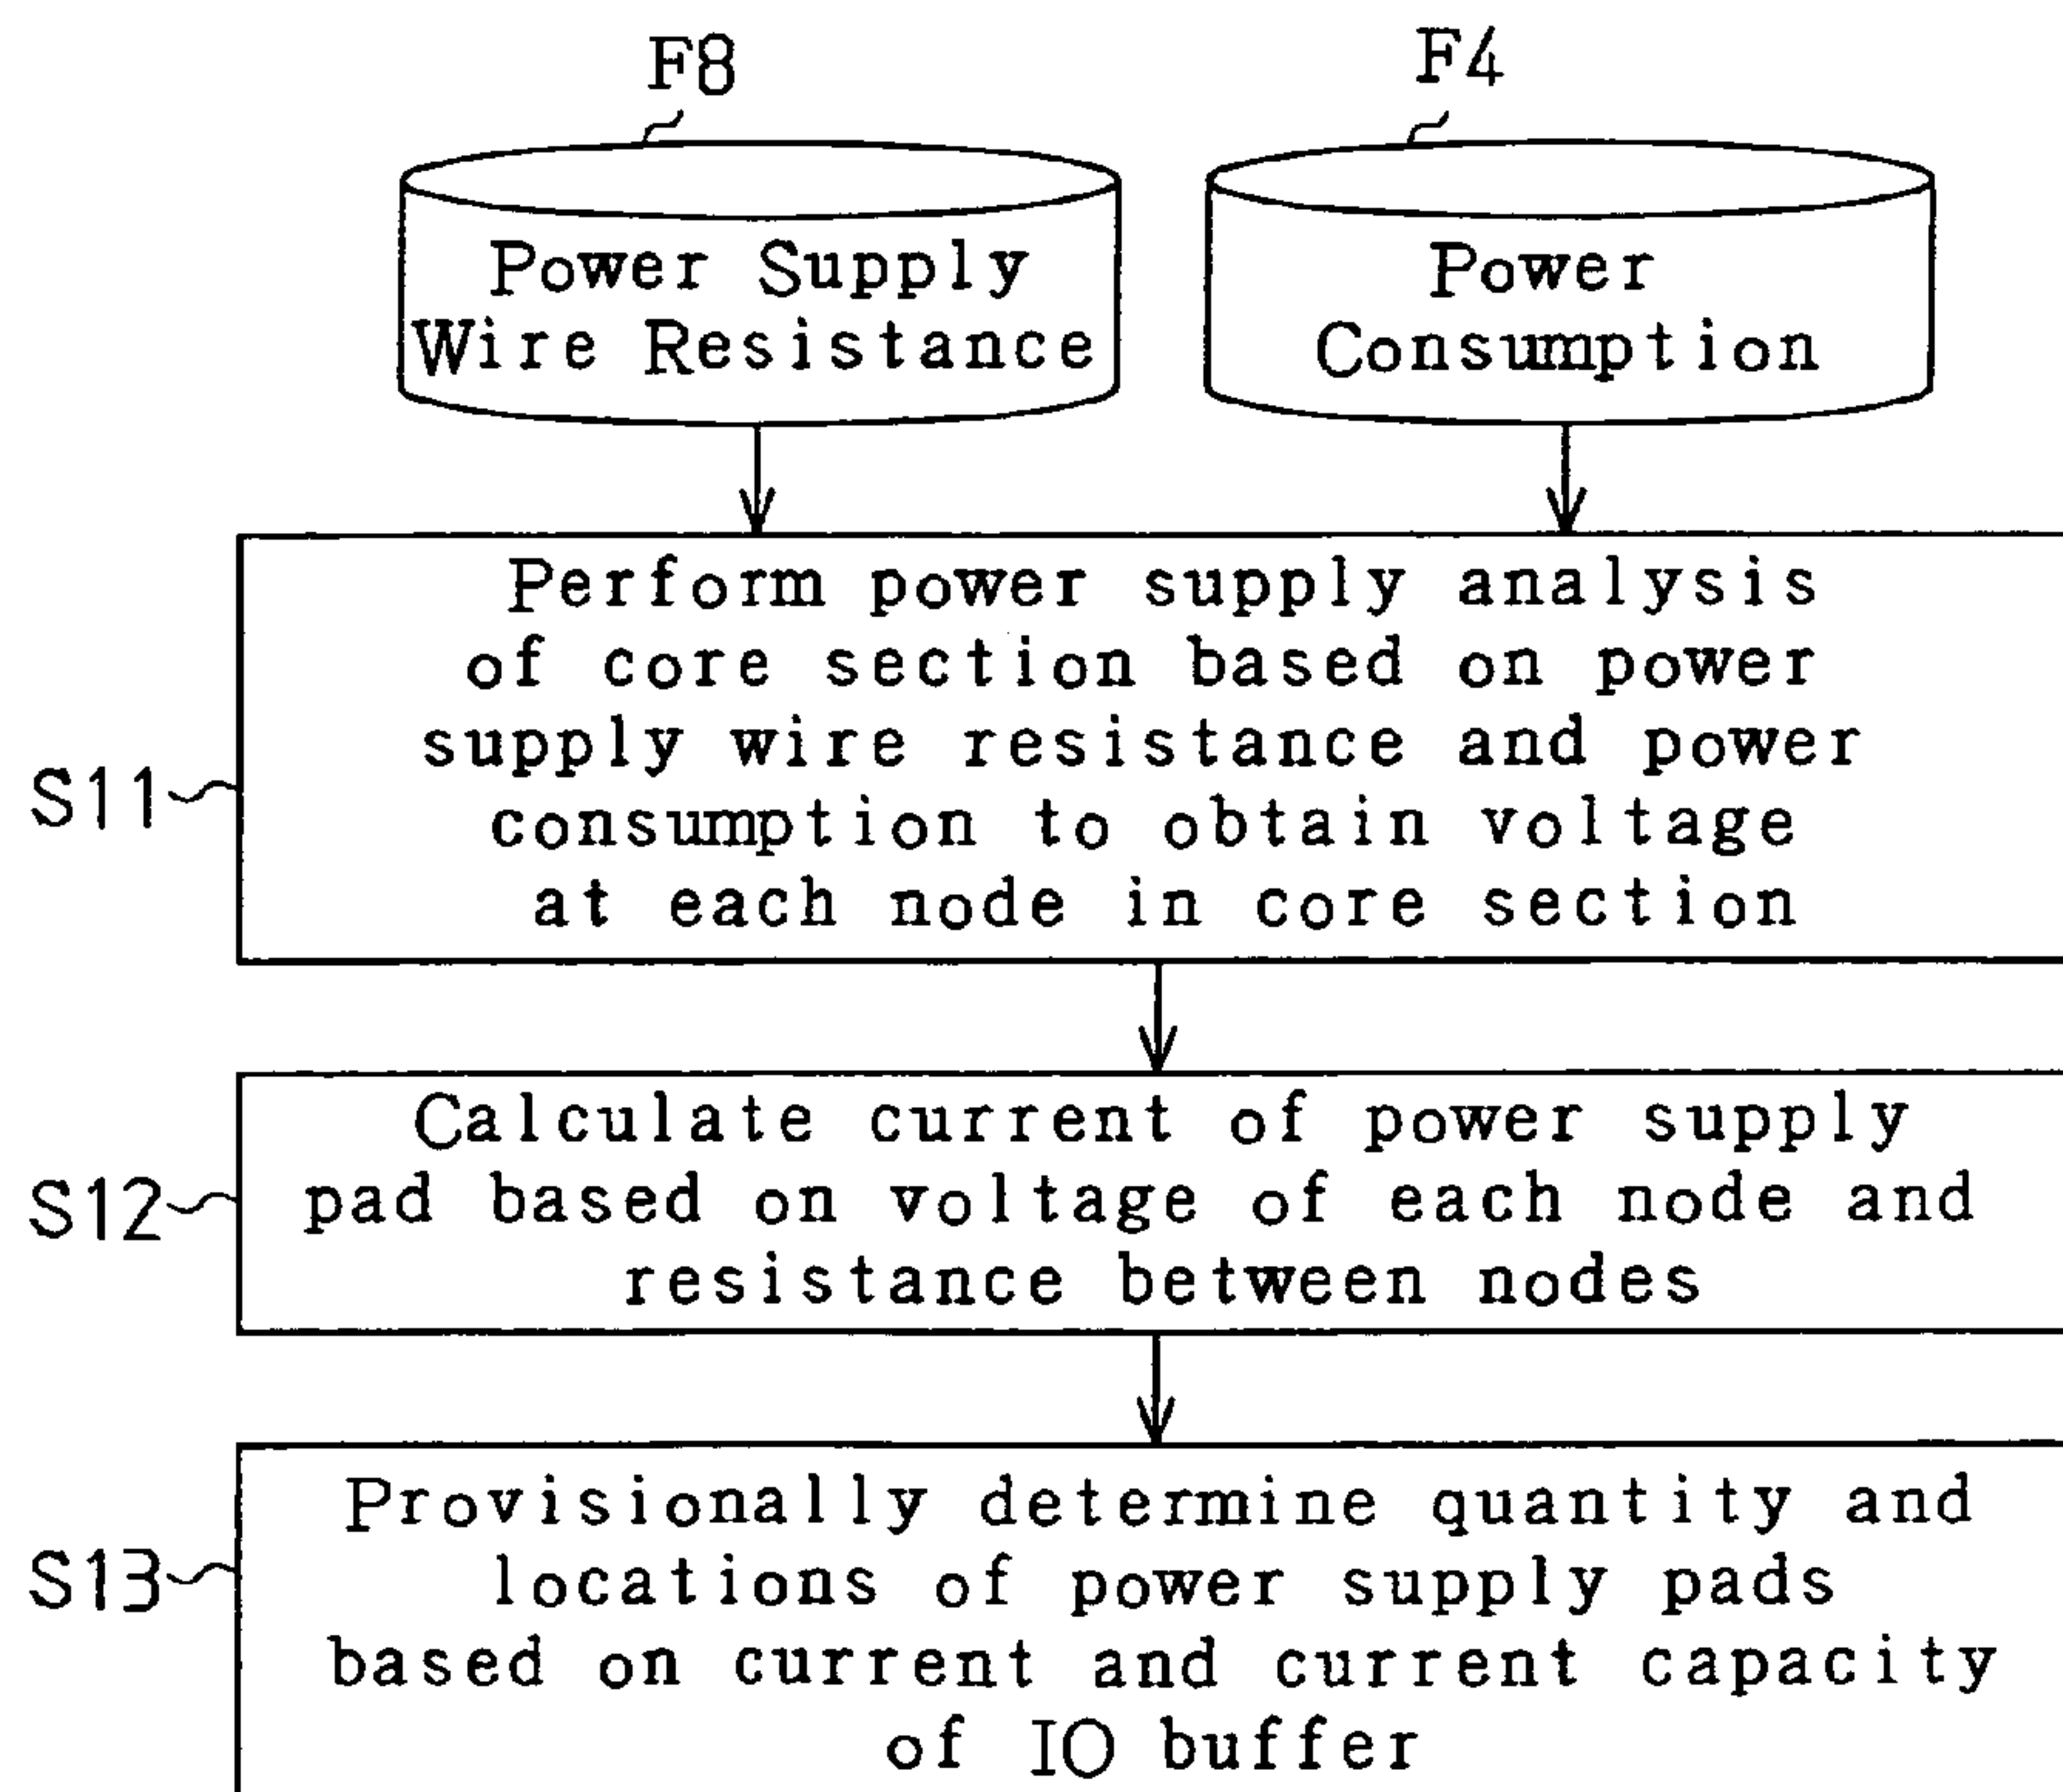 F8
F4
Power Supply
Wire Resistance
Power
Consumption
S11
Perform power supply analysis
of core section based on power
supply wire resistance and power
consumption to obtain voltage
at each node in core section
S12
Calculate current of power supply
pad based on voltage of each node and
resistance between nodes
S13
Provisionally determine quantity and
locations of power supply pads
based on current and current capacity
of IO buffer